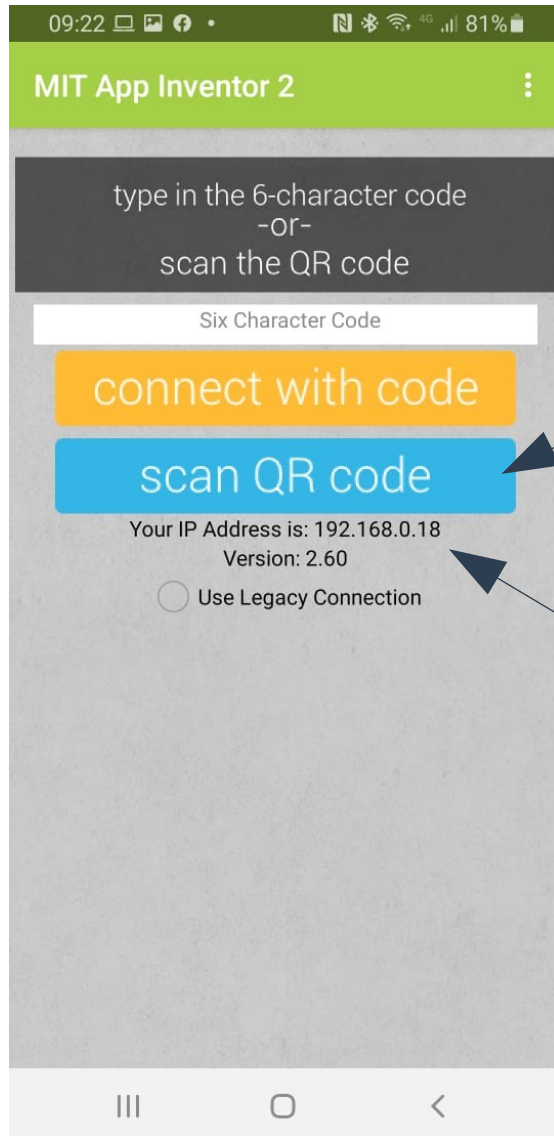 09:22 4G 81%
MIT App Inventor 2
type in the 6-character code
-or-
scan the QR code
Six Character Code
connect with code
scan QR code
Your IP Address is: 192.168.0.18
Version: 2.60
Use Legacy Connection